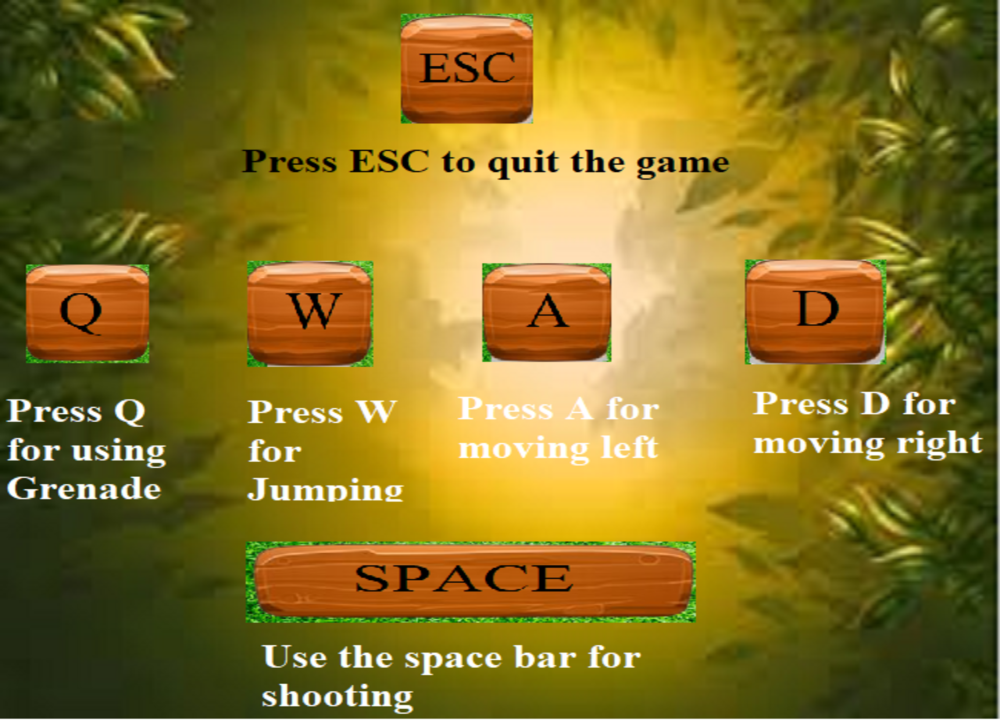 ESC
Press ESC to quit the game
Q
W
A
D
Press Q
for using
Grenade
Press W
for
Jumping
Press A for
moving left
Press D for
moving right
SPACE
Use the space bar for
shooting